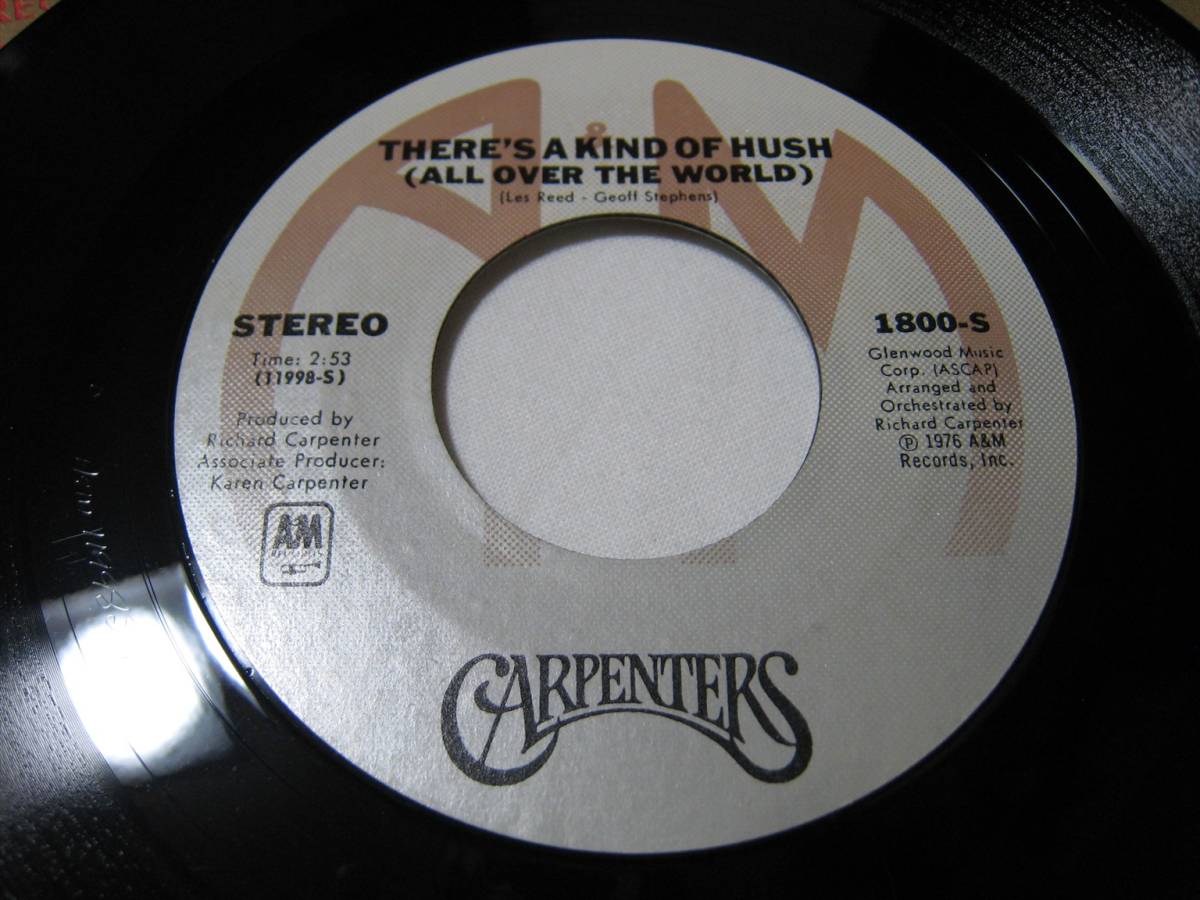 THERE'S A KIND OF HUSH
(ALL OVER THE WORLD)
(Les Reed - Geoff Stephens)
STEREO
Time: 2:53
(11998-S)
Produced by
Richard Carpenter
Associate Producer:
Karen Carpenter
A&M
RECORDS
1800-S
Glenwood Music
Corp. (ASCAP)
Arranged and
Orchestrated by
Richard Carpenter
℗ 1976 A&M
Records, Inc.
CARPENTERS